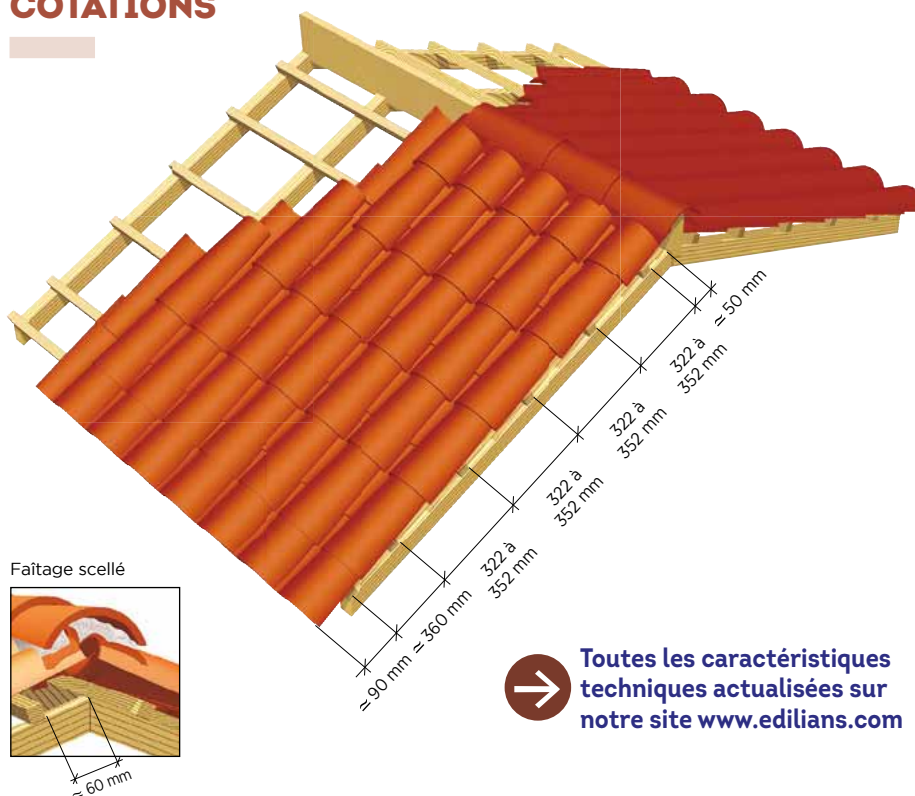 COTATIONS
≃ 50 mm
322 à
352 mm
322 à
352 mm
322 à
352 mm
322 à
352 mm
≃ 360 mm
≃ 90 mm
Faîtage scellé
≃ 60 mm
Toutes les caractéristiques
techniques actualisées sur
notre site www.edilians.com